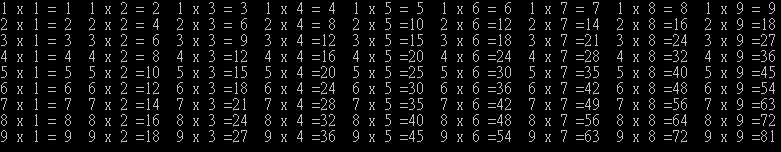 1 x 1 = 1  1 x 2 = 2  1 x 3 = 3  1 x 4 = 4  1 x 5 = 5  1 x 6 = 6  1 x 7 = 7  1 x 8 = 8  1 x 9 = 9
2 x 1 = 2  2 x 2 = 4  2 x 3 = 6  2 x 4 = 8  2 x 5 =10  2 x 6 =12  2 x 7 =14  2 x 8 =16  2 x 9 =18
3 x 1 = 3  3 x 2 = 6  3 x 3 = 9  3 x 4 =12  3 x 5 =15  3 x 6 =18  3 x 7 =21  3 x 8 =24  3 x 9 =27
4 x 1 = 4  4 x 2 = 8  4 x 3 =12  4 x 4 =16  4 x 5 =20  4 x 6 =24  4 x 7 =28  4 x 8 =32  4 x 9 =36
5 x 1 = 5  5 x 2 =10  5 x 3 =15  5 x 4 =20  5 x 5 =25  5 x 6 =30  5 x 7 =35  5 x 8 =40  5 x 9 =45
6 x 1 = 6  6 x 2 =12  6 x 3 =18  6 x 4 =24  6 x 5 =30  6 x 6 =36  6 x 7 =42  6 x 8 =48  6 x 9 =54
7 x 1 = 7  7 x 2 =14  7 x 3 =21  7 x 4 =28  7 x 5 =35  7 x 6 =42  7 x 7 =49  7 x 8 =56  7 x 9 =63
8 x 1 = 8  8 x 2 =16  8 x 3 =24  8 x 4 =32  8 x 5 =40  8 x 6 =48  8 x 7 =56  8 x 8 =64  8 x 9 =72
9 x 1 = 9  9 x 2 =18  9 x 3 =27  9 x 4 =36  9 x 5 =45  9 x 6 =54  9 x 7 =63  9 x 8 =72  9 x 9 =81